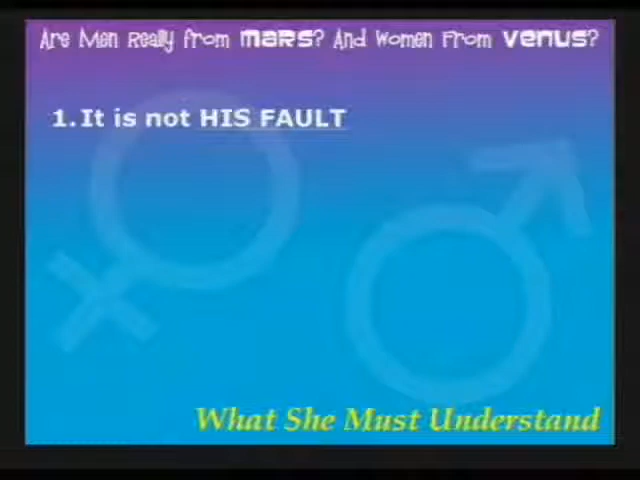 Are Men Really from MARS? And Women From VENUS?
1. It is not HIS FAULT
What She Must Understand